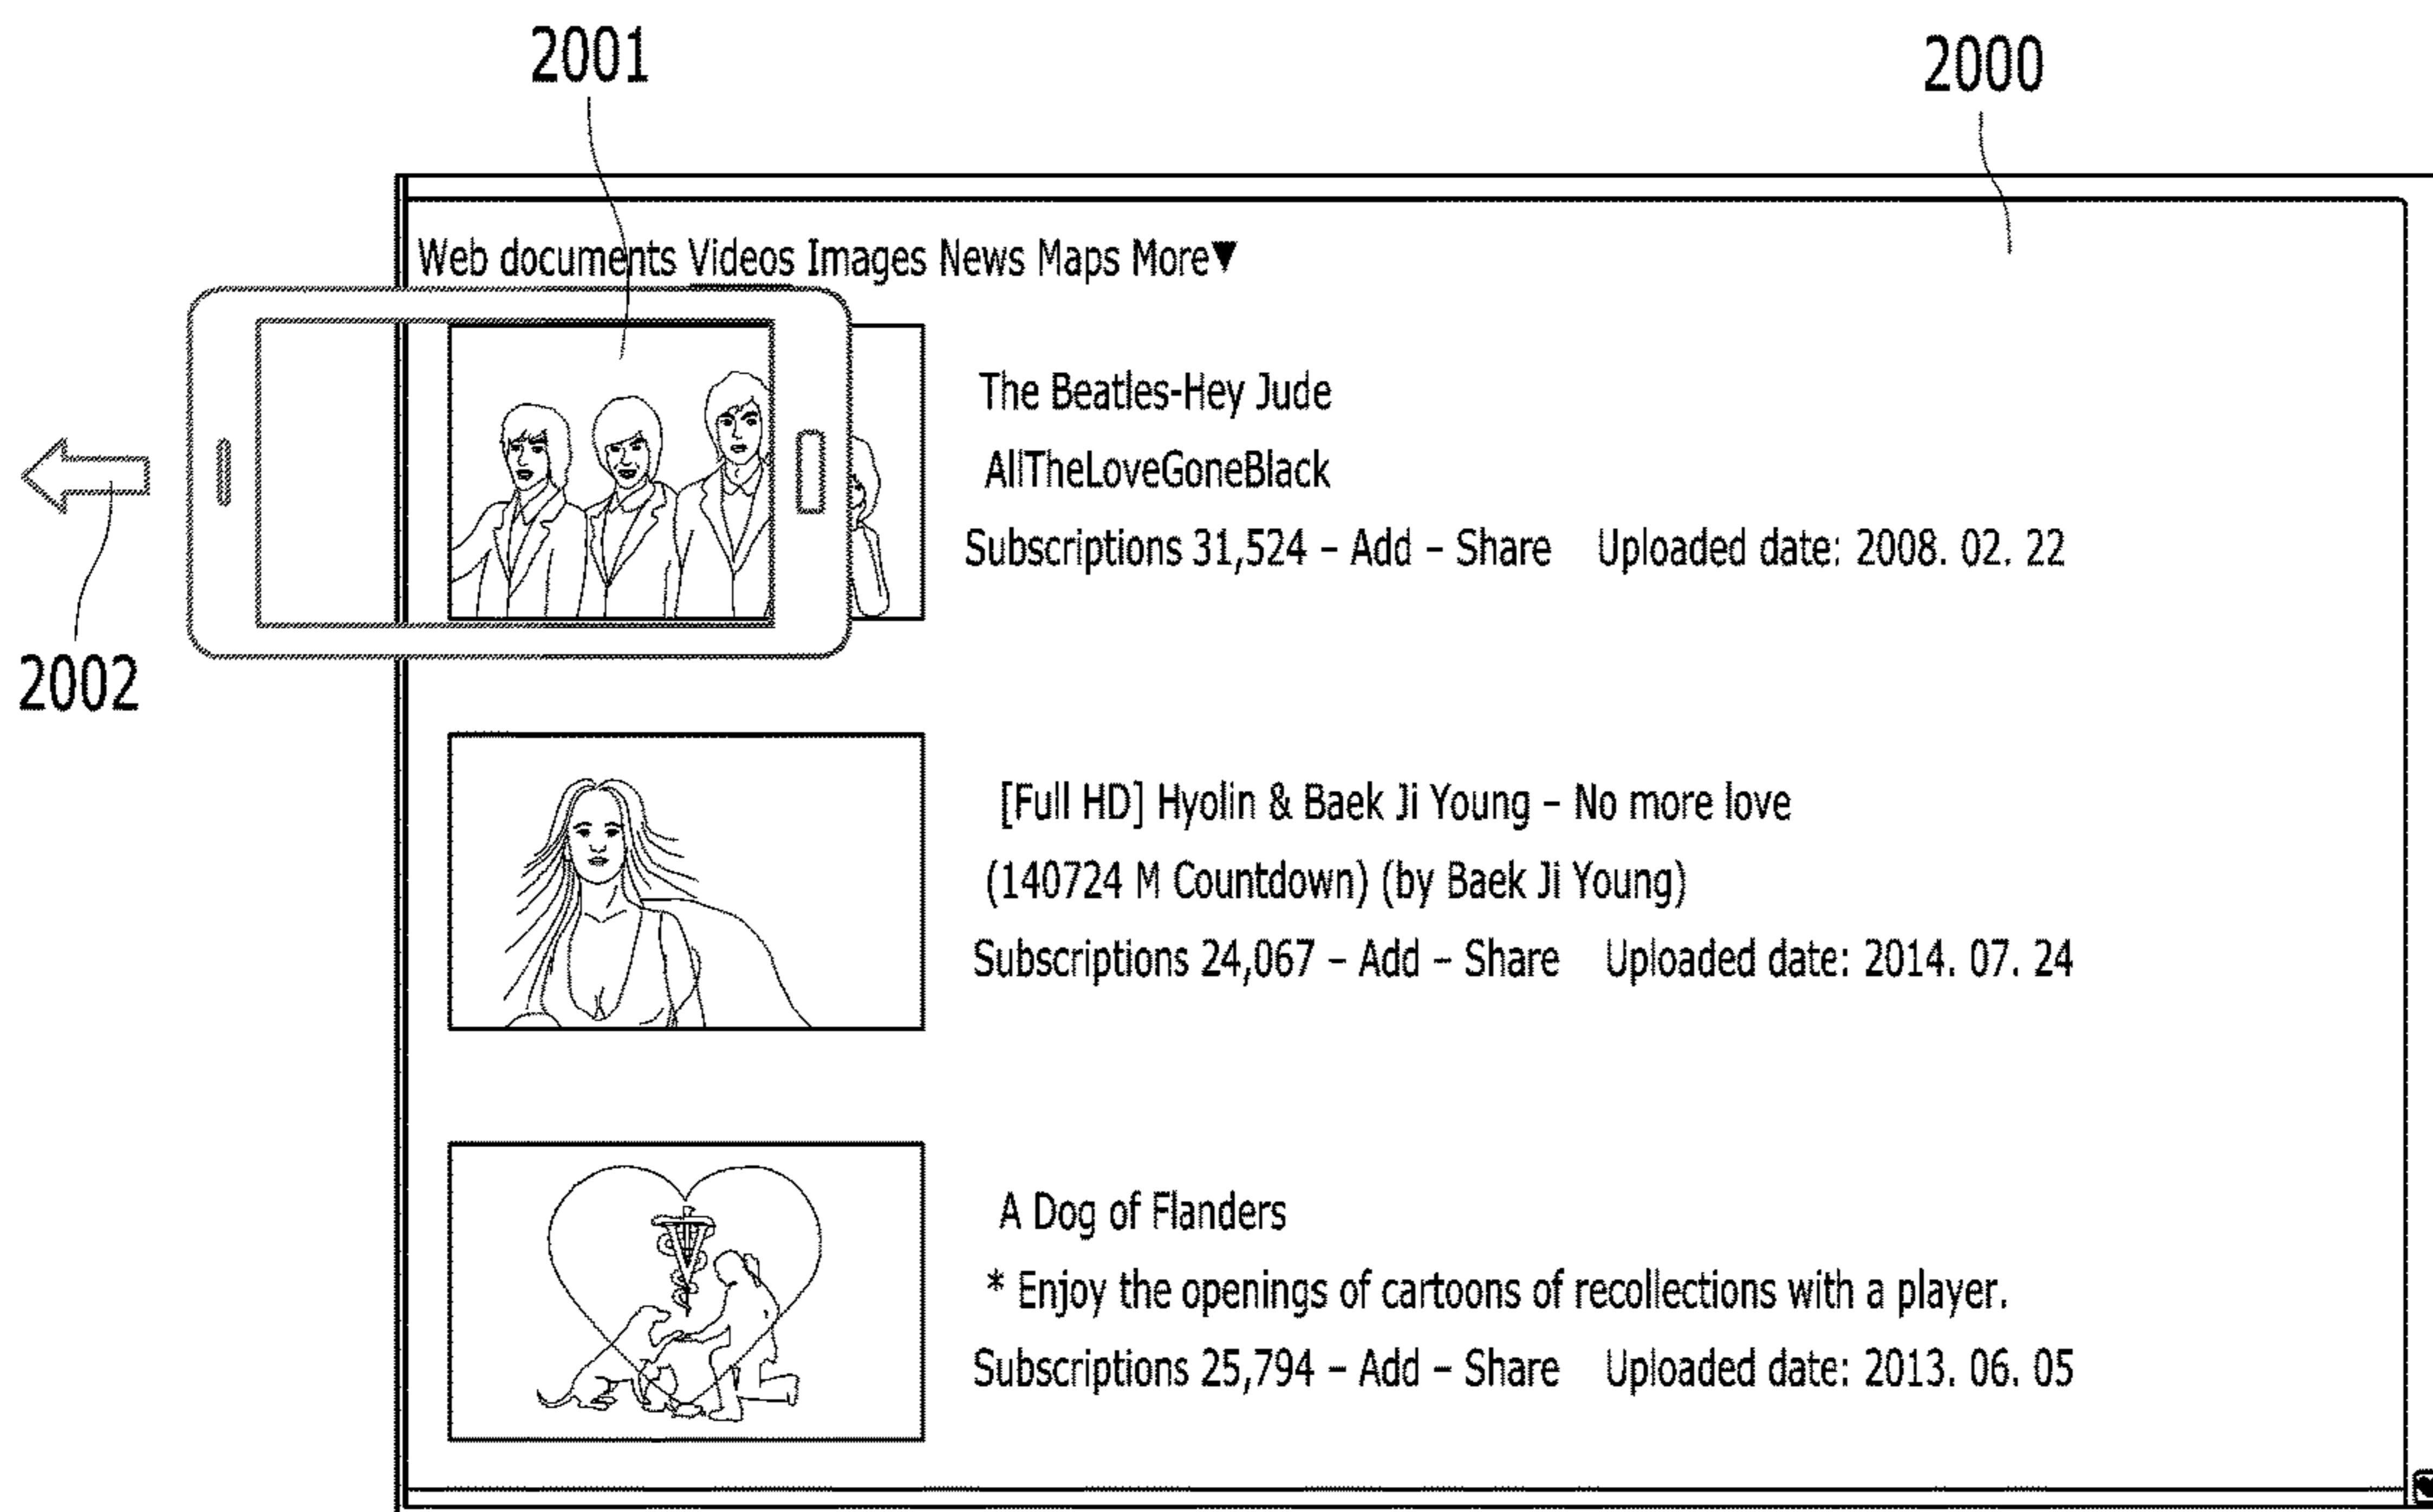 2001
2000
Web documents Videos Images News Maps More▼
The Beatles-Hey Jude
AllTheLoveGoneBlack
Subscriptions 31,524 – Add – Share Uploaded date: 2008. 02. 22
2002
[Full HD] Hyolin & Baek Ji Young – No more love
(140724 M Countdown) (by Baek Ji Young)
Subscriptions 24,067 – Add – Share Uploaded date: 2014. 07. 24
A Dog of Flanders
* Enjoy the openings of cartoons of recollections with a player.
Subscriptions 25,794 – Add – Share Uploaded date: 2013. 06. 05